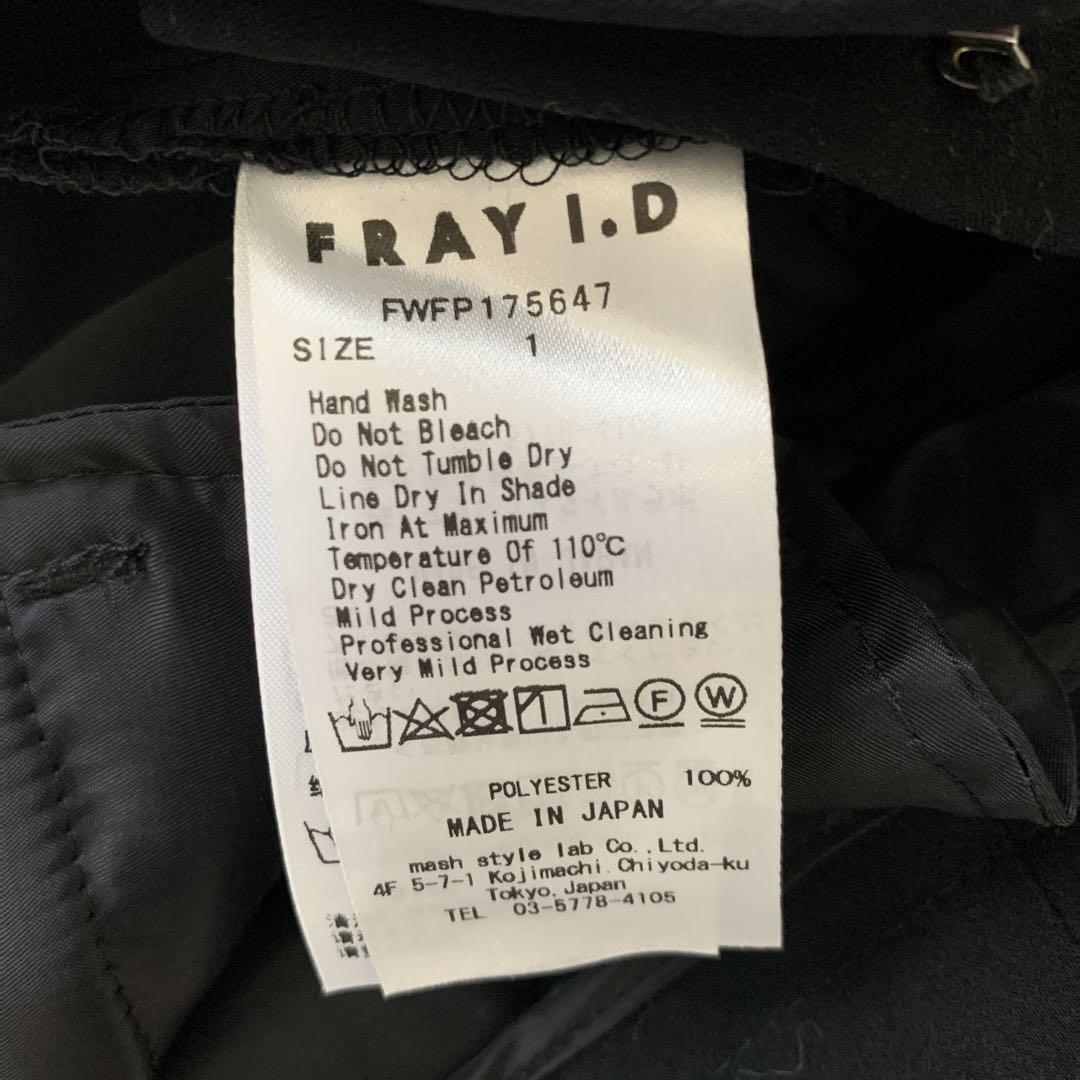 FRAY I.D
FWFP175647
SIZE 1
Hand Wash
Do Not Bleach
Do Not Tumble Dry
Line Dry In Shade
Iron At Maximum
Temperature Of 110℃
Dry Clean Petroleum
Mild Process
Professional Wet Cleaning
Very Mild Process
F W
POLYESTER 100%
MADE IN JAPAN
mash style lab Co.,Ltd.
4F 5-7-1 Kojimachi.Chiyoda-ku
Tokyo.Japan
TEL 03-5778-4105